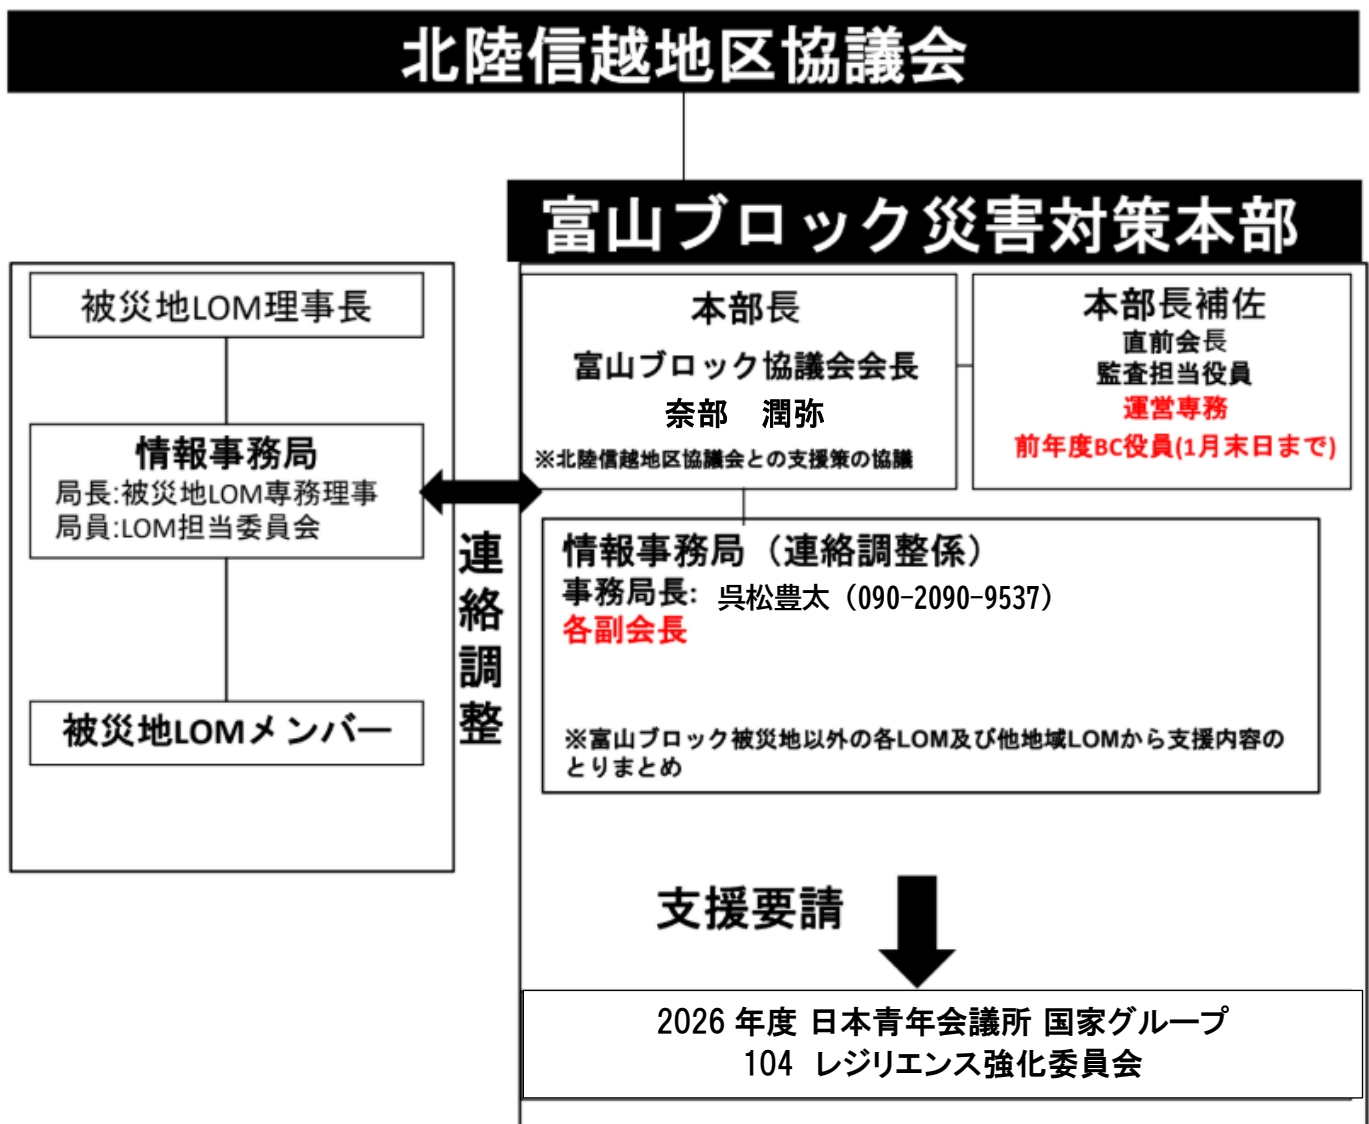 北陸信越地区協議会
富山ブロック災害対策本部
被災地LOM理事長
情報事務局
局長:被災地LOM専務理事
局員:LOM担当委員会
被災地LOMメンバー
連絡調整
本部長
富山ブロック協議会会長
奈部 潤弥
※北陸信越地区協議会との支援策の協議
本部長補佐
直前会長
監査担当役員
運営専務
前年度BC役員(1月末日まで)
情報事務局（連絡調整係）
事務局長: 呉松豊太（090-2090-9537）
各副会長
※富山ブロック被災地以外の各LOM及び他地域LOMから支援内容の
とりまとめ
支援要請
2026 年度 日本青年会議所 国家グループ
104 レジリエンス強化委員会